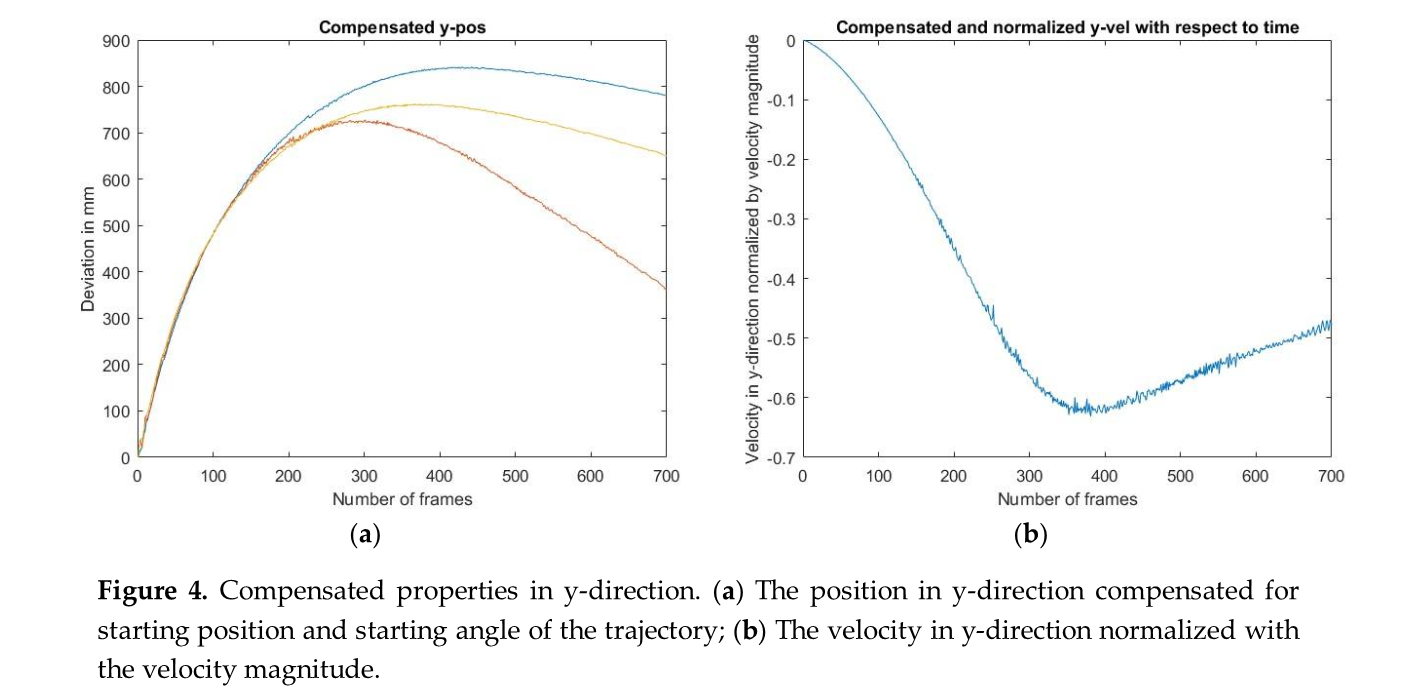 Compensated y-pos
900
800
700
600
500
400
300
200
100
0
Deviation in mm
0 100 200 300 400 500 600 700
Number of frames
(a)
Compensated and normalized y-vel with respect to time
0
-0.1
-0.2
-0.3
-0.4
-0.5
-0.6
-0.7
Velocity in y-direction normalized by velocity magnitude
0 100 200 300 400 500 600 700
Number of frames
(b)
Figure 4. Compensated properties in y-direction. (a) The position in y-direction compensated for
starting position and starting angle of the trajectory; (b) The velocity in y-direction normalized with
the velocity magnitude.